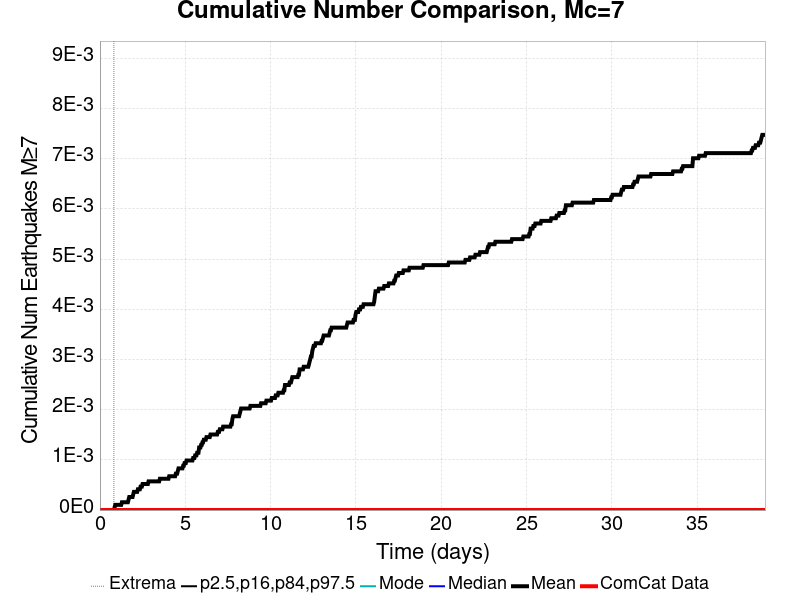 Cumulative Number Comparison, Mc=7
Cumulative Num Earthquakes M≥7
9E-3
8E-3
7E-3
6E-3
5E-3
4E-3
3E-3
2E-3
1E-3
0E0
0 5 10 15 20 25 30 35
Time (days)
Extrema p2.5,p16,p84,p97.5 Mode Median Mean ComCat Data